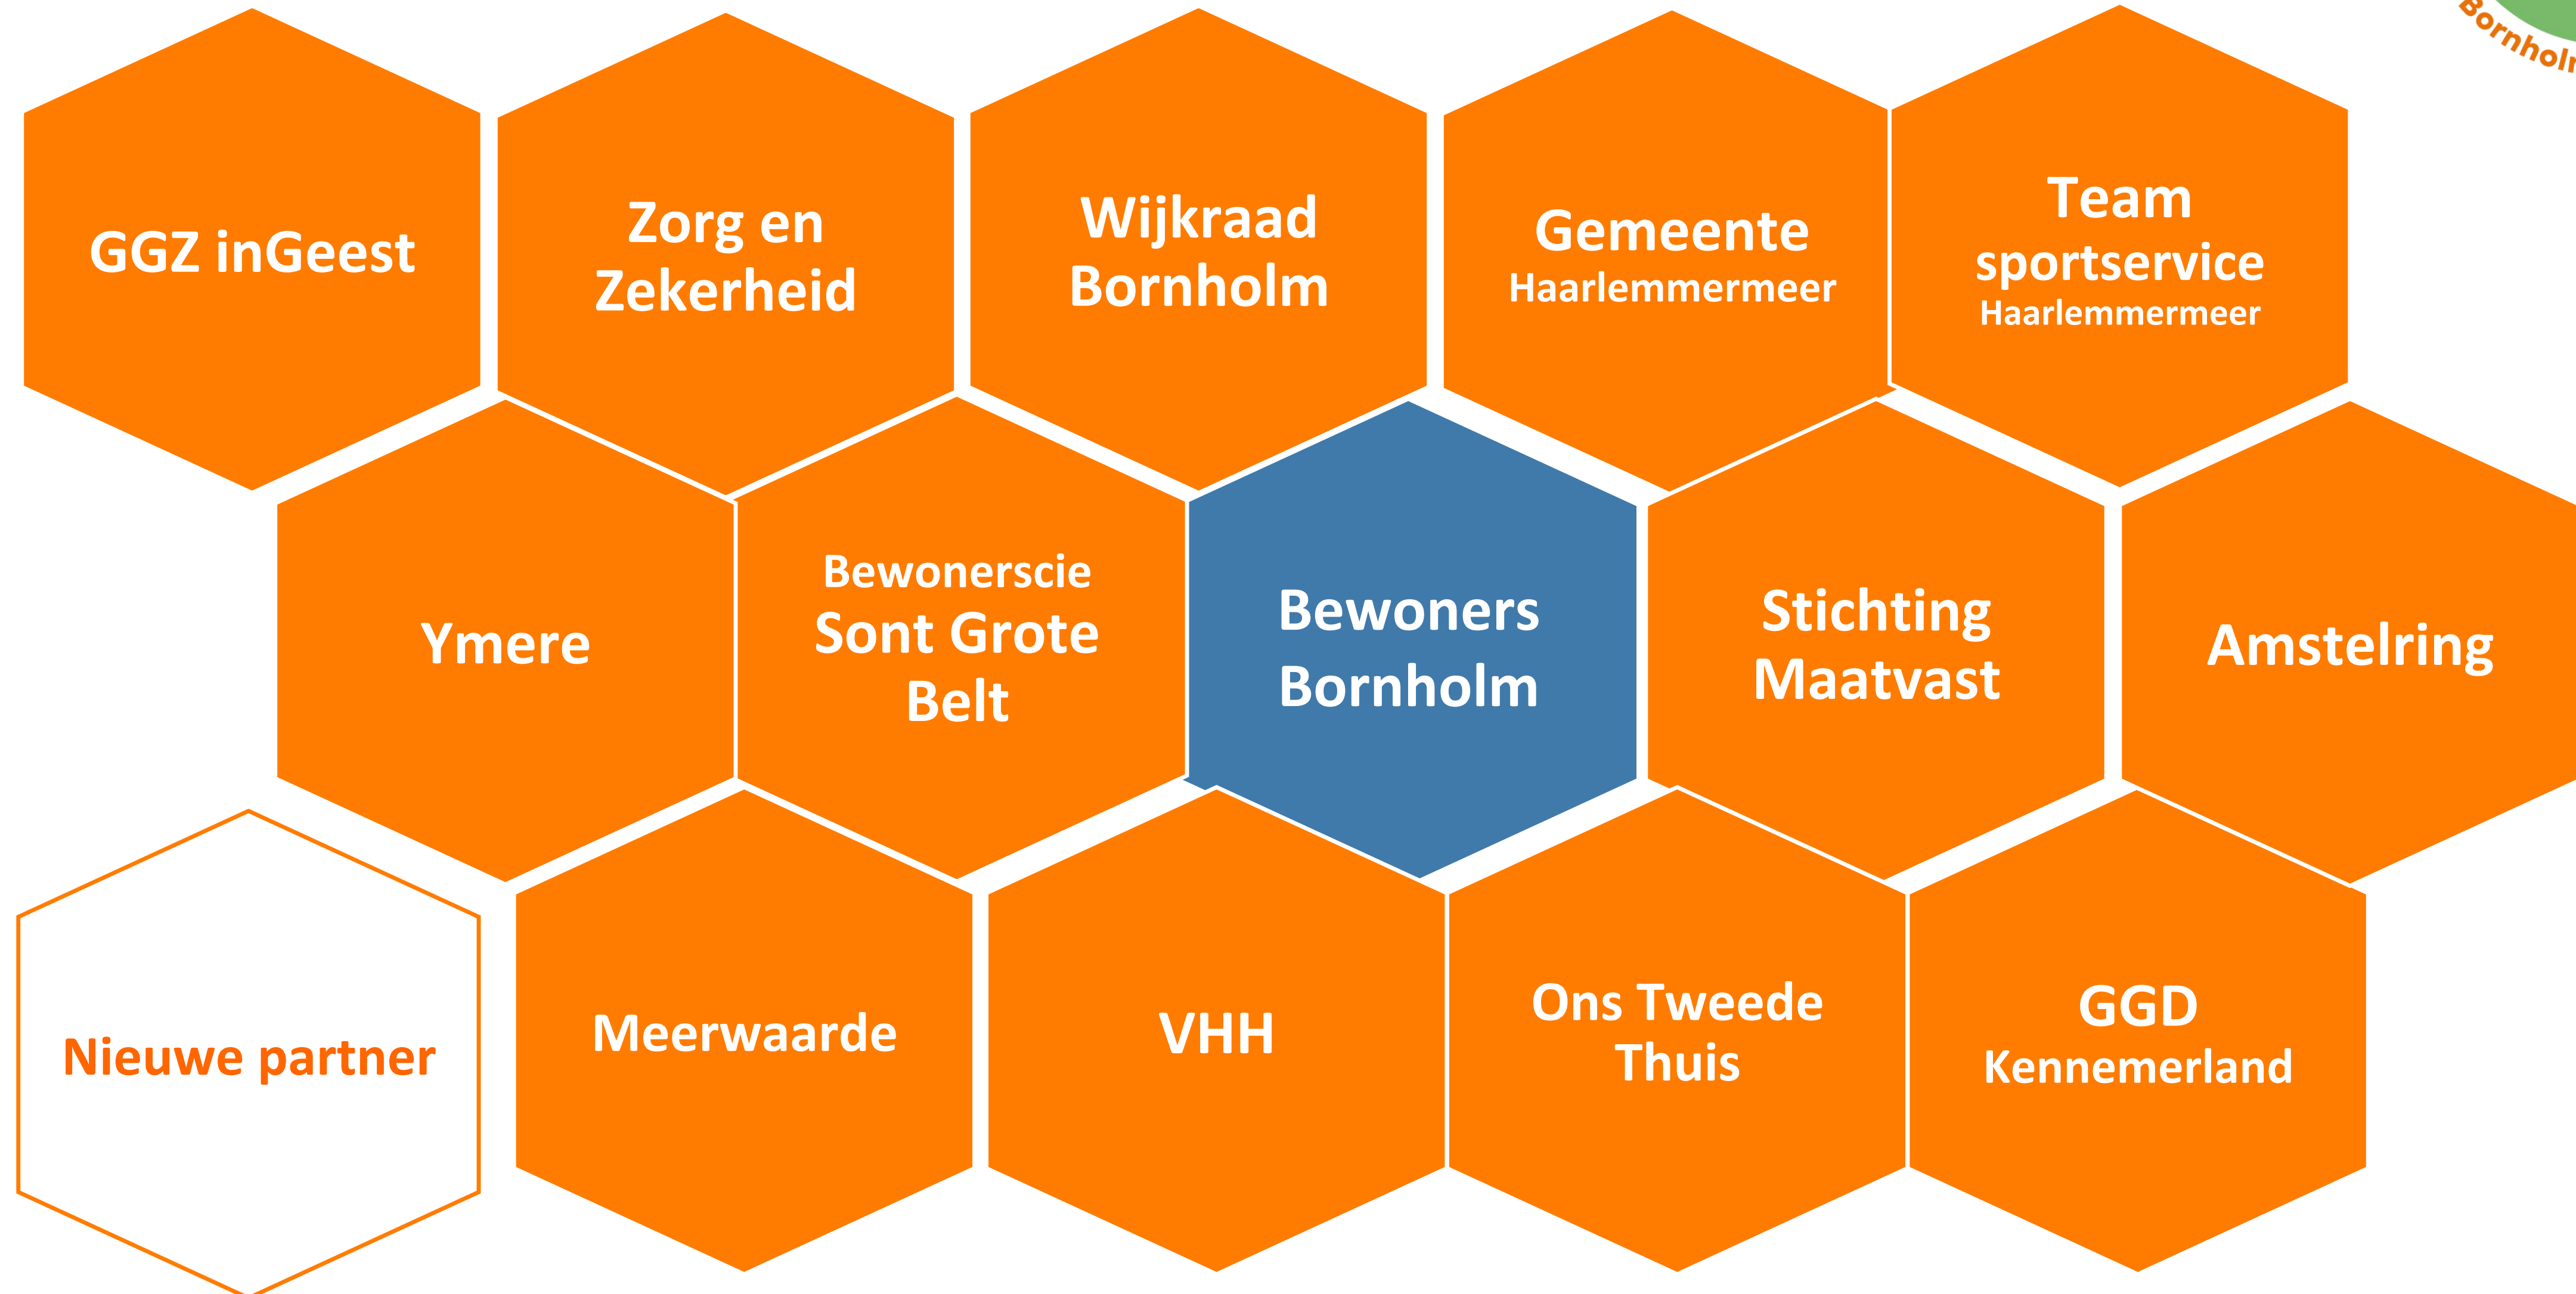 GGZ inGeest
Zorg en
Zekerheid
Wijkraad
Bornholm
Gemeente
Haarlemmermeer
Team
sportservice
Haarlemmermeer
Ymere
Bewonerscie
Sont Grote
Belt
Bewoners
Bornholm
Stichting
Maatvast
Amstelring
Nieuwe partner
Meerwaarde
VHH
Ons Tweede
Thuis
GGD
Kennemerland